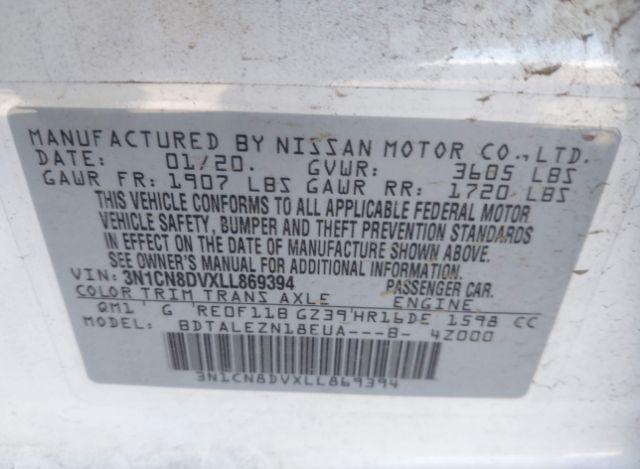 MANUFACTURED BY NISSAN MOTOR CO., LTD.
DATE: 01/20. GVWR: 3605 LBS
GAWR FR: 1907 LBS GAWR RR: 1720 LBS
THIS VEHICLE CONFORMS TO ALL APPLICABLE FEDERAL MOTOR
VEHICLE SAFETY, BUMPER AND THEFT PREVENTION STANDARDS
IN EFFECT ON THE DATE OF MANUFACTURE SHOWN ABOVE.
SEE OWNER'S MANUAL FOR ADDITIONAL INFORMATION.
VIN: 3N1CN8DVXLL869394 PASSENGER CAR.
COLOR TRIM TRANS AXLE ENGINE
QM1 G RE0F11B GZ39 HR16DE 1598 CC
MODEL: BDTALEZN18EUA---B- 4Z000
3N1CN8DVXLL869394